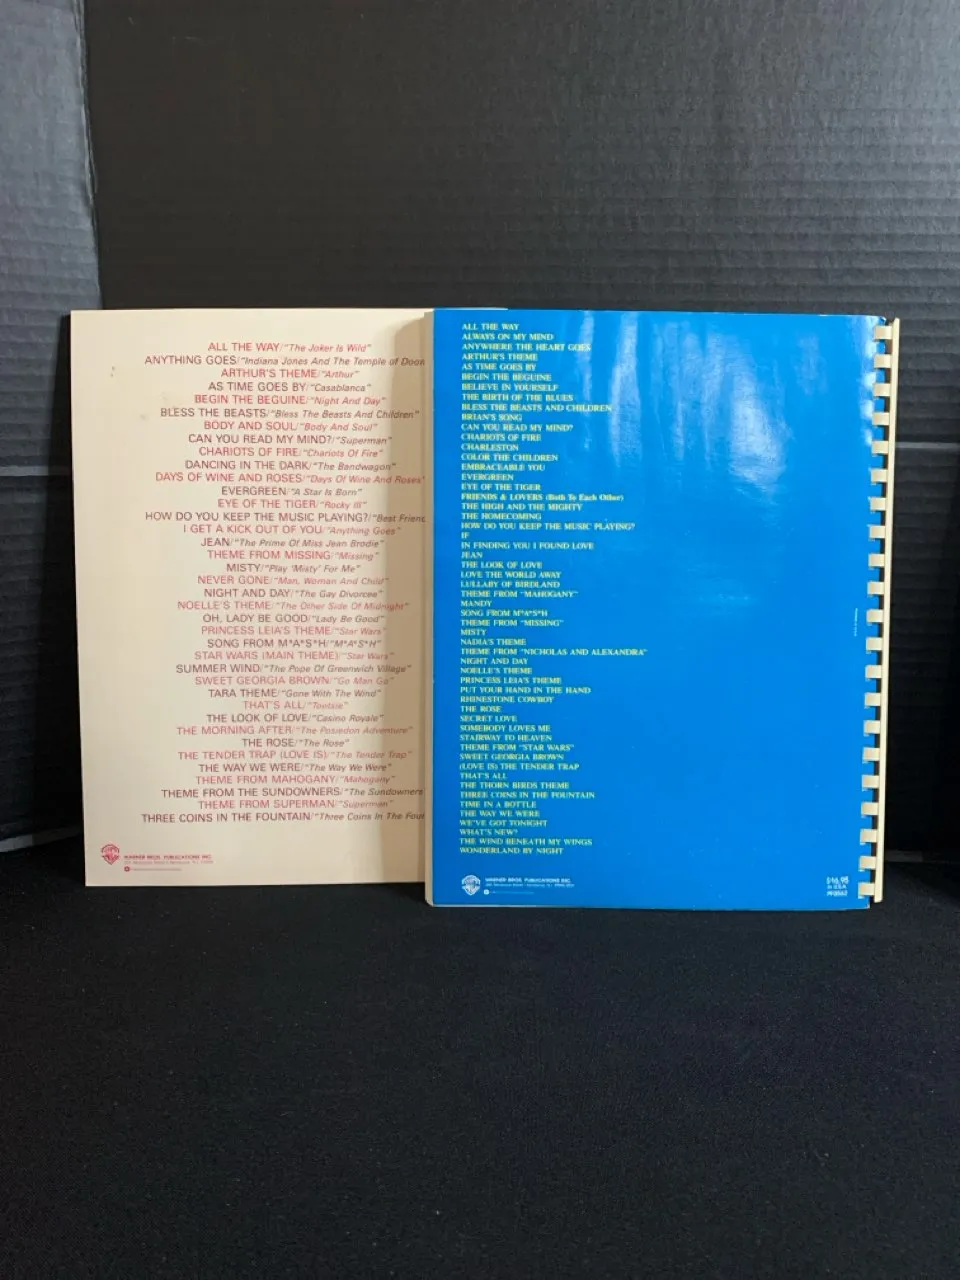 ALL THE WAY/"The Joker Is Wild"
ANYTHING GOES/"Indiana Jones And The Temple of Doom
ARTHUR'S THEME/"Arthur"
AS TIME GOES BY/"Casablanca"
BEGIN THE BEGUINE/"Night And Day"
BLESS THE BEASTS/"Bless The Beasts And Children"
BODY AND SOUL/"Body And Soul"
CAN YOU READ MY MIND?/"Superman"
CHARIOTS OF FIRE/"Chariots Of Fire"
DANCING IN THE DARK/"The Bandwagon"
DAYS OF WINE AND ROSES/"Days Of Wine And Roses"
EVERGREEN/"A Star Is Born"
EYE OF THE TIGER/"Rocky III"
HOW DO YOU KEEP THE MUSIC PLAYING?/"Best Friend
I GET A KICK OUT OF YOU/"Anything Goes"
JEAN/"The Prime Of Miss Jean Brodie"
THEME FROM MISSING/"Missing"
MISTY/"Play 'Misty' For Me"
NEVER GONE/"Man, Woman And Child"
NIGHT AND DAY/"The Gay Divorcee"
NOELLE'S THEME/"The Other Side Of Midnight"
OH, LADY BE GOOD/"Lady Be Good"
PRINCESS LEIA'S THEME/"Star Wars"
SONG FROM M*A*S*H/"M*A*S*H"
STAR WARS (MAIN THEME)/"Star Wars"
SUMMER WIND/"The Pope Of Greenwich Village"
SWEET GEORGIA BROWN/"Go Man Go"
TARA THEME/"Gone With The Wind"
THAT'S ALL/"Tootsie"
THE LOOK OF LOVE/"Casino Royale"
THE MORNING AFTER/"The Poseidon Adventure"
THE ROSE/"The Rose"
THE TENDER TRAP (LOVE IS)/"The Tender Trap"
THE WAY WE WERE/"The Way We Were"
THEME FROM MAHOGANY/"Mahogany"
THEME FROM THE SUNDOWNERS/"The Sundowners
THEME FROM SUPERMAN/"Superman"
THREE COINS IN THE FOUNTAIN/"Three Coins In The Foun
WARNER BROS. PUBLICATIONS INC.
ALL THE WAY
ALWAYS ON MY MIND
ANYWHERE THE HEART GOES
ARTHUR'S THEME
AS TIME GOES BY
BEGIN THE BEGUINE
BELIEVE IN YOURSELF
THE BIRTH OF THE BLUES
BLESS THE BEASTS AND CHILDREN
BRIAN'S SONG
CAN YOU READ MY MIND?
CHARIOTS OF FIRE
CHARLESTON
COLOR THE CHILDREN
EMBRACEABLE YOU
EVERGREEN
EYE OF THE TIGER
FRIENDS & LOVERS (Both To Each Other)
THE HIGH AND THE MIGHTY
THE HOMECOMING
HOW DO YOU KEEP THE MUSIC PLAYING?
IF
IN FINDING YOU I FOUND LOVE
JEAN
THE LOOK OF LOVE
LOVE THE WORLD AWAY
LULLABY OF BIRDLAND
THEME FROM "MAHOGANY"
MANDY
SONG FROM M*A*S*H
THEME FROM "MISSING"
MISTY
NADIA'S THEME
THEME FROM "NICHOLAS AND ALEXANDRA"
NIGHT AND DAY
NOELLE'S THEME
PRINCESS LEIA'S THEME
PUT YOUR HAND IN THE HAND
RHINESTONE COWBOY
THE ROSE
SECRET LOVE
SOMEBODY LOVES ME
STAIRWAY TO HEAVEN
THEME FROM "STAR WARS"
SWEET GEORGIA BROWN
(LOVE IS) THE TENDER TRAP
THAT'S ALL
THE THORN BIRDS THEME
THREE COINS IN THE FOUNTAIN
TIME IN A BOTTLE
THE WAY WE WERE
WE'VE GOT TONIGHT
WHAT'S NEW?
THE WIND BENEATH MY WINGS
WONDERLAND BY NIGHT
WARNER BROS. PUBLICATIONS INC.
$16.95
in U.S.A.